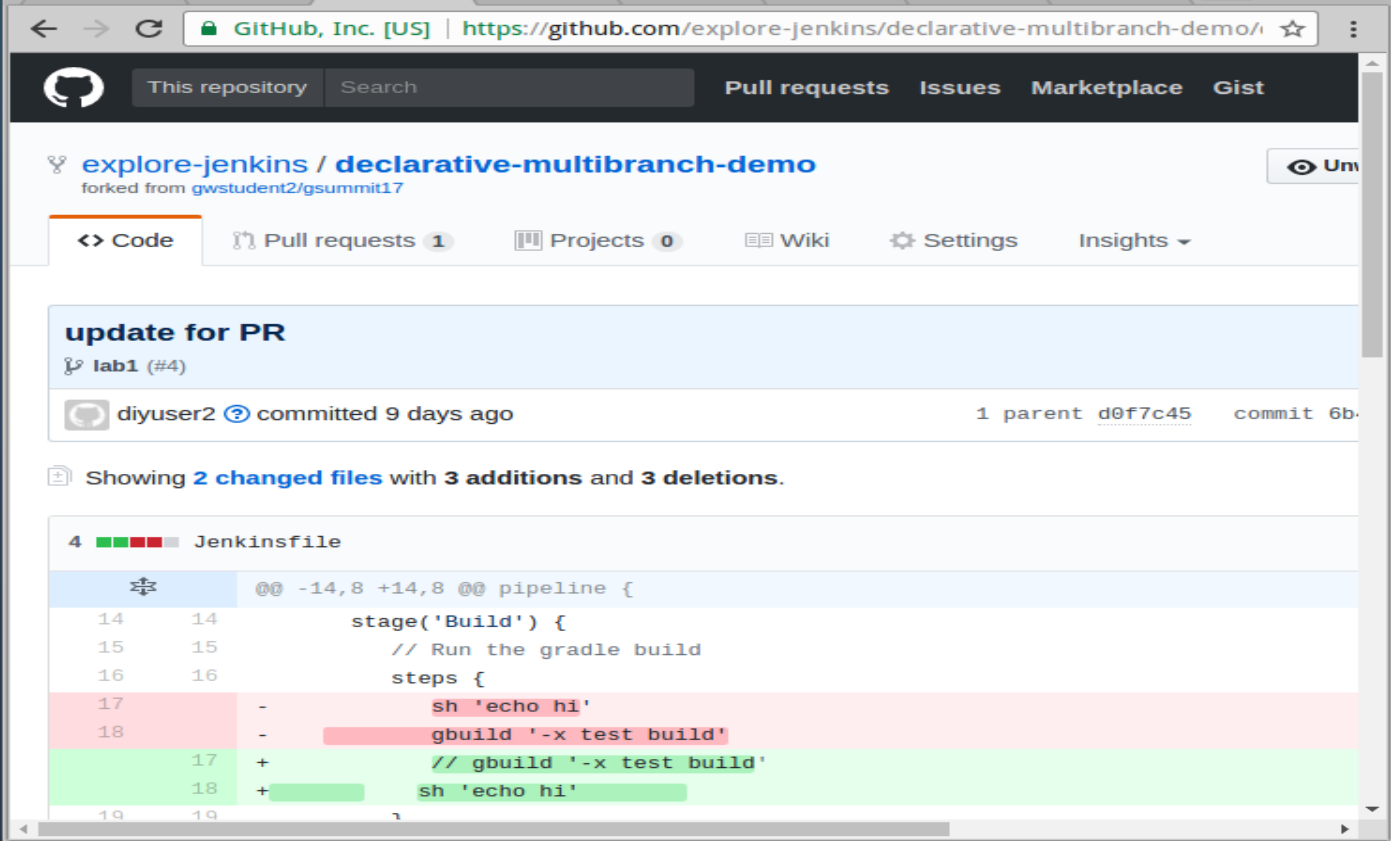 GitHub, Inc. [US] | https://github.com/explore-jenkins/declarative-multibranch-demo/
This repository Search Pull requests Issues Marketplace Gist
explore-jenkins / declarative-multibranch-demo
forked from gwstudent2/gsummit17
<> Code Pull requests 1 Projects 0 Wiki Settings Insights
update for PR
lab1 (#4)
diyuser2 ? committed 9 days ago 1 parent d0f7c45 commit 6b
Showing 2 changed files with 3 additions and 3 deletions.
4 Jenkinsfile
@@ -14,8 +14,8 @@ pipeline {
14 14 stage('Build') {
15 15 // Run the gradle build
16 16 steps {
17 - sh 'echo hi'
18 - gbuild '-x test build'
17 + // gbuild '-x test build'
18 + sh 'echo hi'
19 19 }